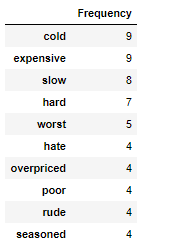 Frequency
cold 9
expensive 9
slow 8
hard 7
worst 5
hate 4
overpriced 4
poor 4
rude 4
seasoned 4